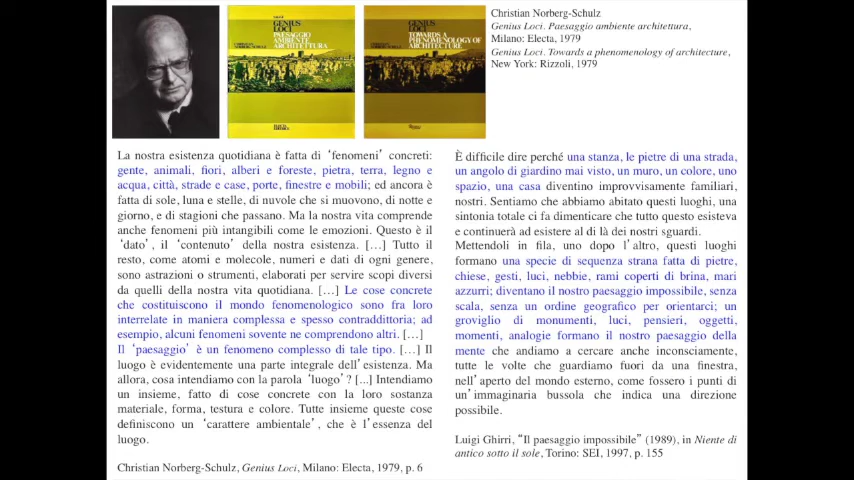 GENIUS
LOCI
PAESAGGIO
AMBIENTE
ARCHITETTURA
GENIUS
LOCI
TOWARDS A
PHENOMENOLOGY OF
ARCHITECTURE
Christian Norberg-Schulz
Genius Loci. Paesaggio ambiente architettura,
Milano: Electa, 1979
Genius Loci. Towards a phenomenology of architecture,
New York: Rizzoli, 1979
La nostra esistenza quotidiana è fatta di ‘fenomeni’ concreti:
gente, animali, fiori, alberi e foreste, pietra, terra, legno e
acqua, città, strade e case, porte, finestre e mobili; ed ancora è
fatta di sole, luna e stelle, di nuvole che si muovono, di notte e
giorno, e di stagioni che passano. Ma la nostra vita comprende
anche fenomeni più intangibili come le emozioni. Questo è il
‘dato’, il ‘contenuto’ della nostra esistenza. […] Tutto il
resto, come atomi e molecole, numeri e dati di ogni genere,
sono astrazioni o strumenti, elaborati per servire scopi diversi
da quelli della nostra vita quotidiana. […] Le cose concrete
che costituiscono il mondo fenomenologico sono fra loro
interrelate in maniera complessa e spesso contraddittoria; ad
esempio, alcuni fenomeni sovente ne comprendono altri. […]
Il ‘paesaggio’ è un fenomeno complesso di tale tipo. […] Il
luogo è evidentemente una parte integrale dell’esistenza. Ma
allora, cosa intendiamo con la parola ‘luogo’? [...] Intendiamo
un insieme, fatto di cose concrete con la loro sostanza
materiale, forma, testura e colore. Tutte insieme queste cose
definiscono un ‘carattere ambientale’, che è l’essenza del
luogo.
Christian Norberg-Schulz, Genius Loci, Milano: Electa, 1979, p. 6
È difficile dire perché una stanza, le pietre di una strada,
un angolo di giardino mai visto, un muro, un colore, uno
spazio, una casa diventino improvvisamente familiari,
nostri. Sentiamo che abbiamo abitato questi luoghi, una
sintonia totale ci fa dimenticare che tutto questo esisteva
e continuerà ad esistere al di là dei nostri sguardi.
Mettendoli in fila, uno dopo l’altro, questi luoghi
formano una specie di sequenza strana fatta di pietre,
chiese, gesti, luci, nebbie, rami coperti di brina, mari
azzurri; diventano il nostro paesaggio impossibile, senza
scala, senza un ordine geografico per orientarci; un
groviglio di monumenti, luci, pensieri, oggetti,
momenti, analogie formano il nostro paesaggio della
mente che andiamo a cercare anche inconsciamente,
tutte le volte che guardiamo fuori da una finestra,
nell’aperto del mondo esterno, come fossero i punti di
un’immaginaria bussola che indica una direzione
possibile.
Luigi Ghirri, “Il paesaggio impossibile” (1989), in Niente di
antico sotto il sole, Torino: SEI, 1997, p. 155